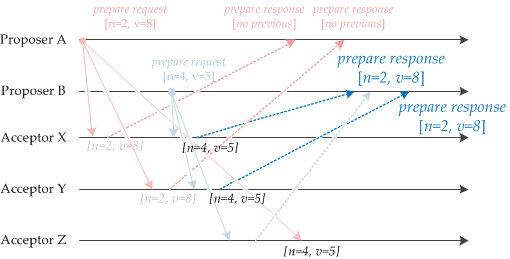 prepare request
[n=2, v=8]
prepare response
[no previous]
prepare response
[no previous]
Proposer A
prepare request
[n=4, v=5]
prepare response
[n=2, v=8]
Proposer B
prepare response
[n=2, v=8]
Acceptor X
[n=2, v=8]
[n=4, v=5]
Acceptor Y
[n=2, v=8]
[n=4, v=5]
Acceptor Z
[n=4, v=5]